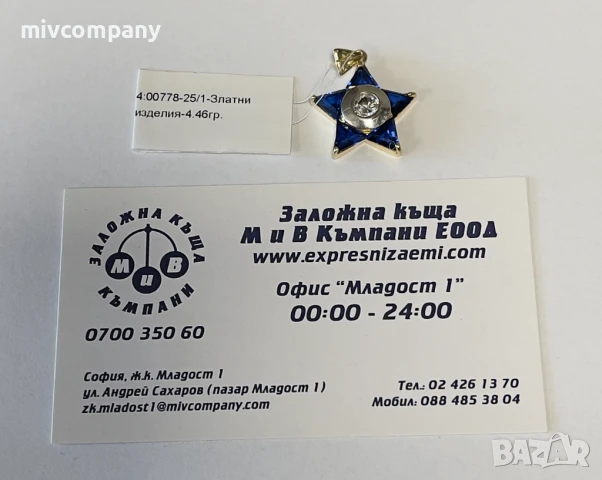 mivcompany
4:00778-25/1-Златни
изделия-4.46гр.
ЗАЛОЖНА КЪЩА
М и В
КЪМПАНИ
0700 350 60
Заложна къща
М и В Къмпани ЕООД
www.expresnizaemi.com
Офис "Младост 1"
00:00 - 24:00
София, ж.к. Младост 1
ул. Андрей Сахаров (пазар Младост 1)
zk.mladost1@mivcompany.com
Тел.: 02 426 13 70
Мобил: 088 485 38 04
BAZAR